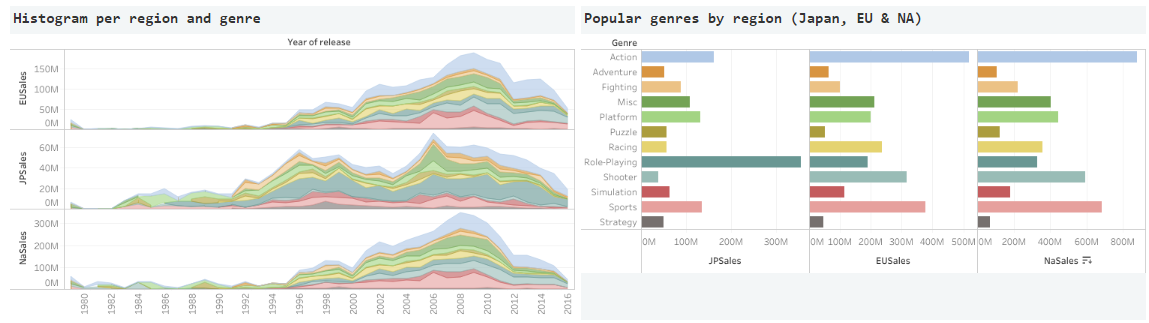 Histogram per region and genre
Year of release
EUSales
150M
100M
50M
0M
JPSales
60M
40M
20M
0M
NaSales
300M
200M
100M
0M
1980 1982 1984 1986 1988 1990 1992 1994 1996 1998 2000 2002 2004 2006 2008 2010 2012 2014 2016
Popular genres by region (Japan, EU & NA)
Genre
Action
Adventure
Fighting
Misc
Platform
Puzzle
Racing
Role-Playing
Shooter
Simulation
Sports
Strategy
0M 100M 200M 300M 0M 100M 200M 300M 400M 500M 0M 200M 400M 600M 800M
JPSales EUSales NaSales